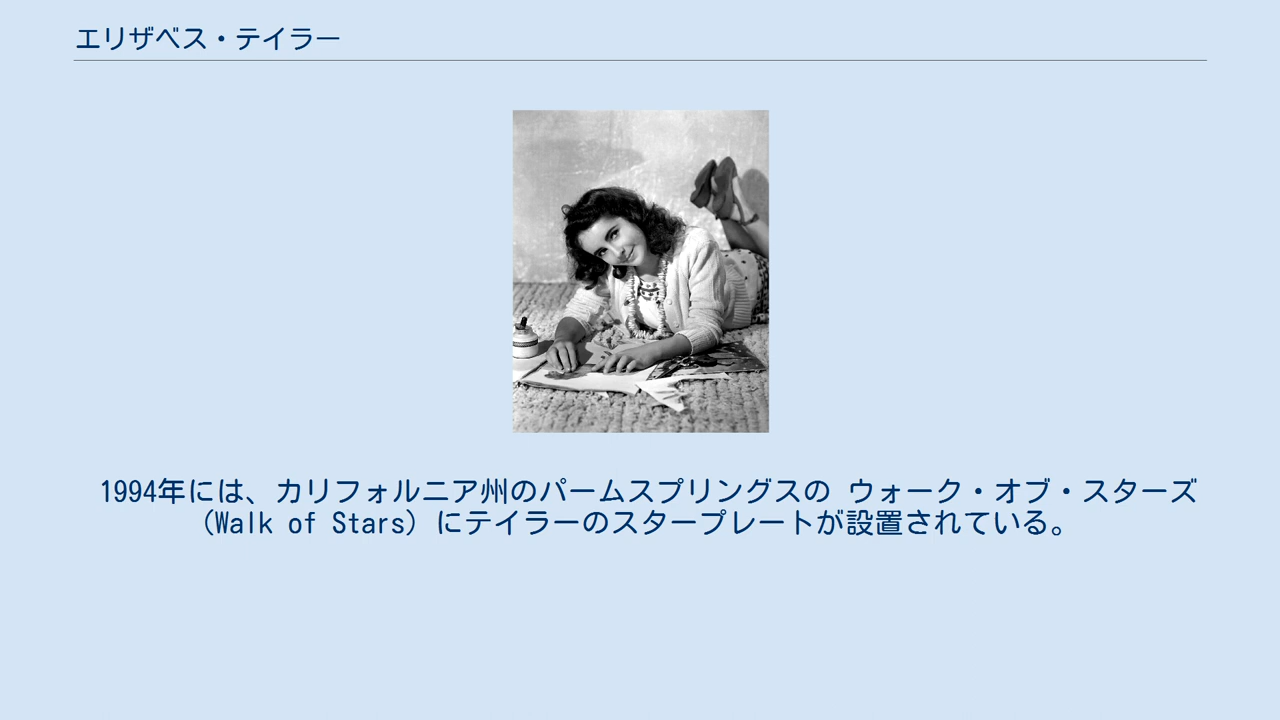 エリザベス・テイラー
1994年には、カリフォルニア州のパームスプリングスの ウォーク・オブ・スターズ
（Walk of Stars）にテイラーのスタープレートが設置されている。